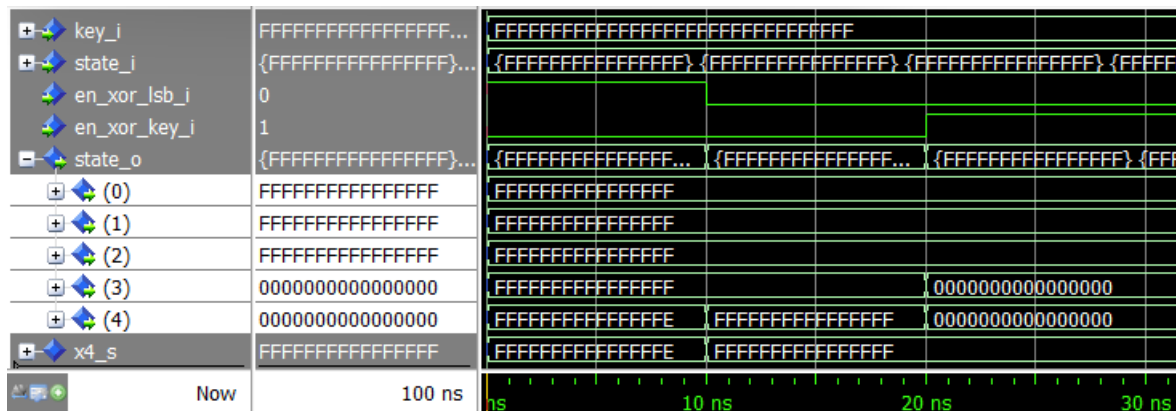 key_i FFFFFFFFFFFFFFFFF... FFFFFFFFFFFFFFFFFFFFFFFFFFFFFFFF
state_i {FFFFFFFFFFFFFFFF}... {FFFFFFFFFFFFFFFF} {FFFFFFFFFFFFFFFF} {FFFFFFFFFFFFFFFF} {FFFFF
en_xor_lsb_i 0
en_xor_key_i 1
state_o {FFFFFFFFFFFFFFFF}... {FFFFFFFFFFFFFFF... {FFFFFFFFFFFFFFF... {FFFFFFFFFFFFFFFF} {FFF
(0) FFFFFFFFFFFFFFFF FFFFFFFFFFFFFFFF
(1) FFFFFFFFFFFFFFFF FFFFFFFFFFFFFFFF
(2) FFFFFFFFFFFFFFFF FFFFFFFFFFFFFFFF
(3) 0000000000000000 FFFFFFFFFFFFFFFF 0000000000000000
(4) 0000000000000000 FFFFFFFFFFFFFFFE FFFFFFFFFFFFFFFF 0000000000000000
x4_s FFFFFFFFFFFFFFFF FFFFFFFFFFFFFFFE FFFFFFFFFFFFFFFF
Now 100 ns ns 10 ns 20 ns 30 ns